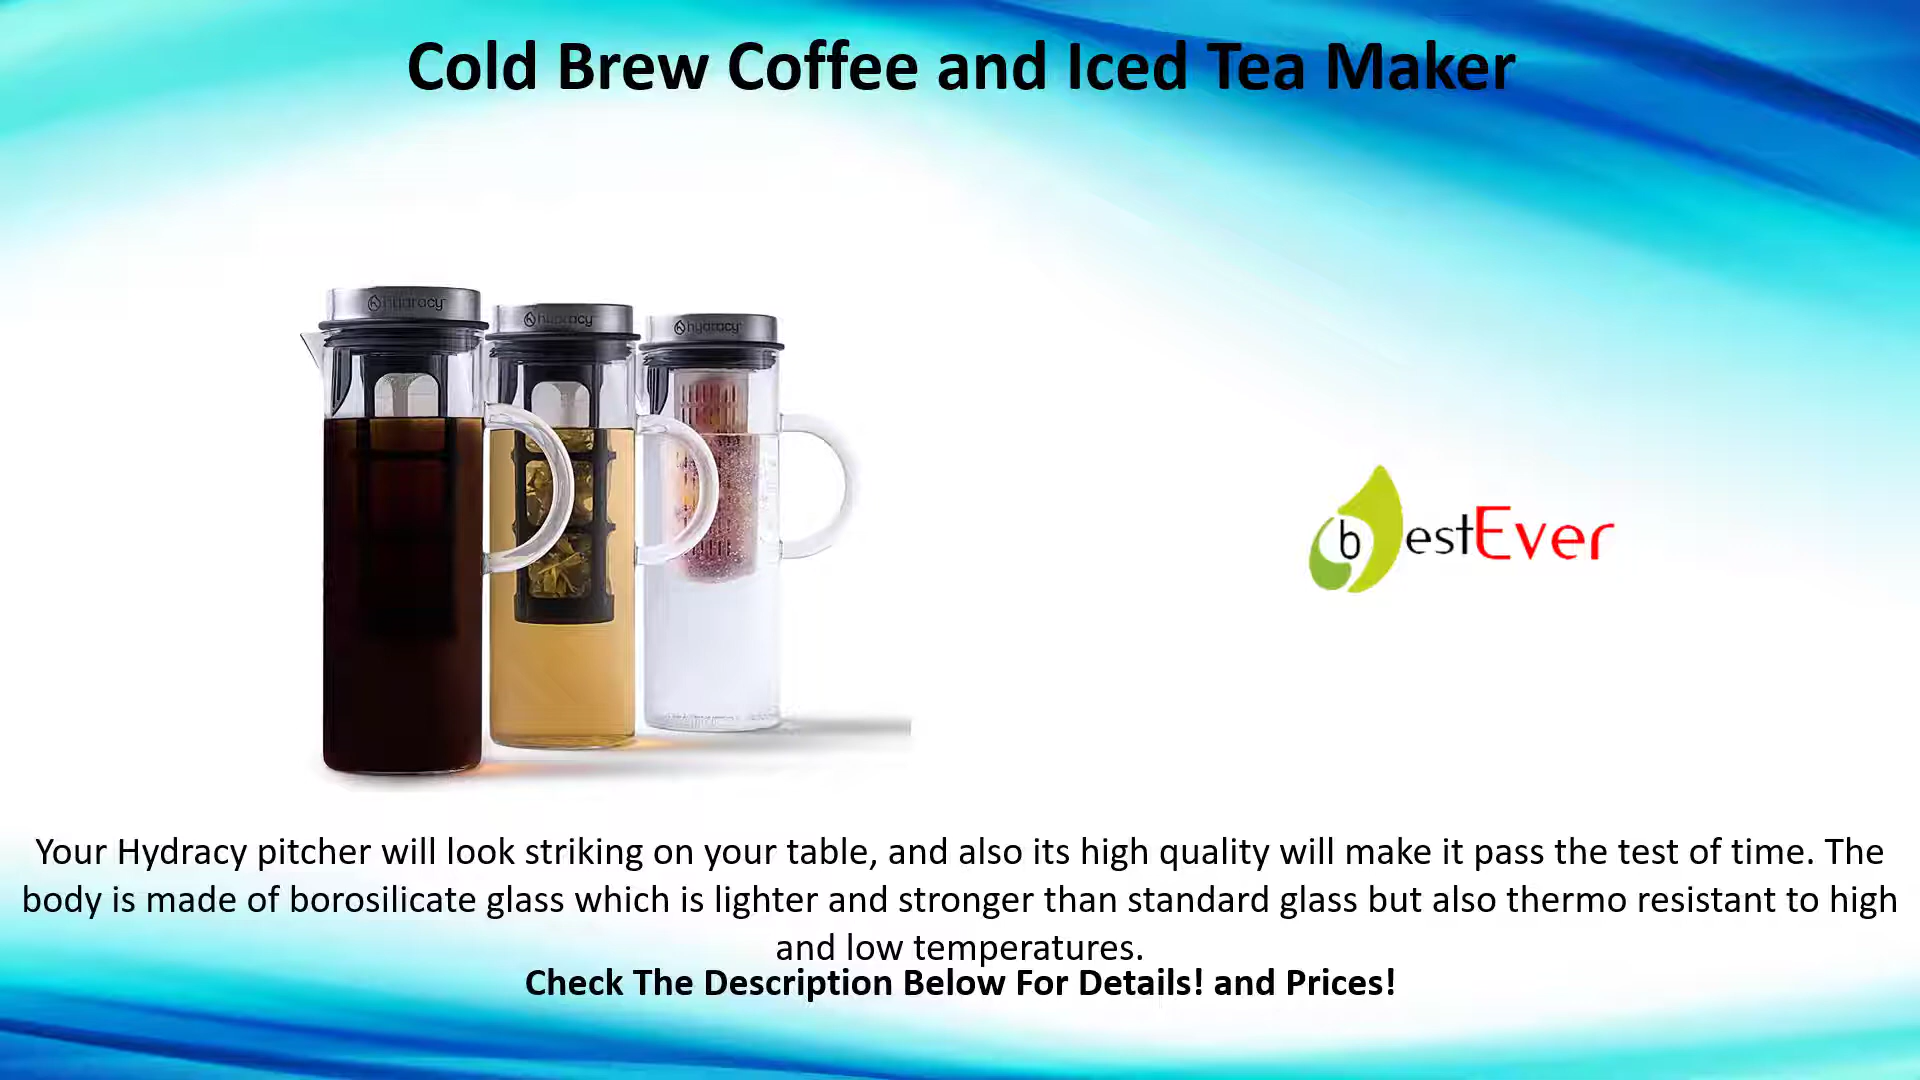 Cold Brew Coffee and Iced Tea Maker
hydracy
hydracy
hydracy
bestEver
Your Hydracy pitcher will look striking on your table, and also its high quality will make it pass the test of time. The
body is made of borosilicate glass which is lighter and stronger than standard glass but also thermo resistant to high
and low temperatures.
Check The Description Below For Details! and Prices!